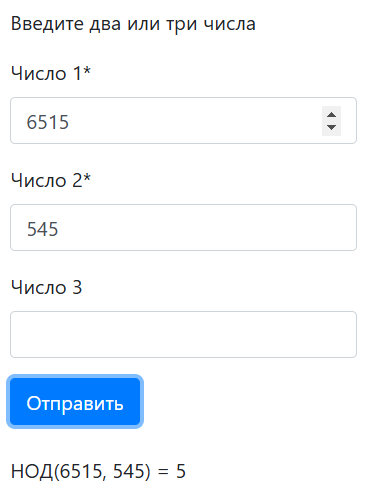 Введите два или три числа
Число 1*
6515
Число 2*
545
Число 3
Отправить
НОД(6515, 545) = 5